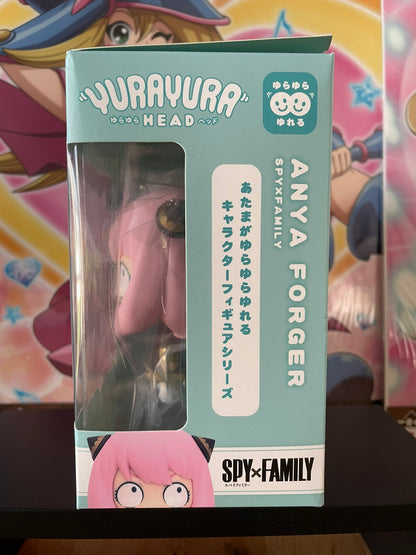 "YURAYURA"
ゆらゆら HEAD ヘッド
ゆらゆら
ゆれる
ANYA FORGER
SPY×FAMILY
あたまがゆらゆらゆれる
キャラクターフィギュアシリーズ
SPY×FAMILY
スパイファミリー